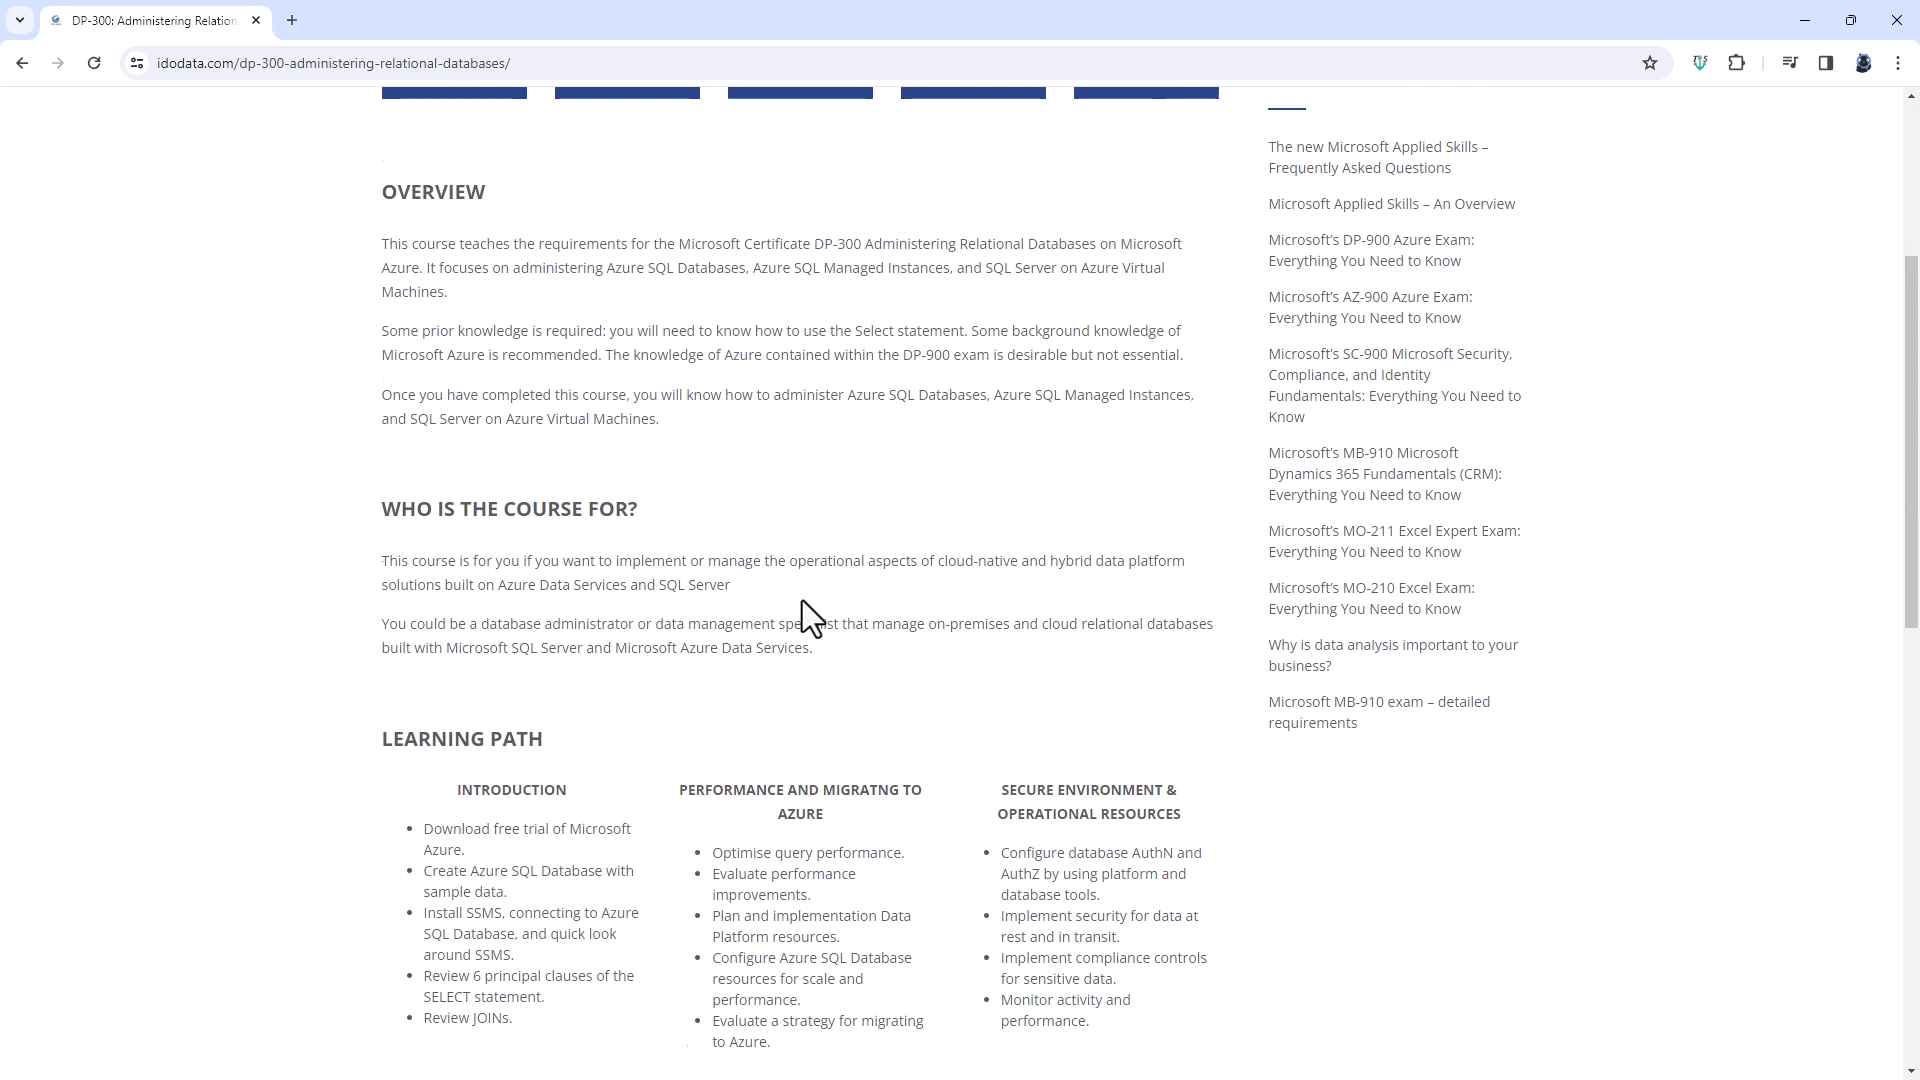 DP-300: Administering Relation
idodata.com/dp-300-administering-relational-databases/
OVERVIEW
This course teaches the requirements for the Microsoft Certificate DP-300 Administering Relational Databases on Microsoft
Azure. It focuses on administering Azure SQL Databases, Azure SQL Managed Instances, and SQL Server on Azure Virtual
Machines.
Some prior knowledge is required: you will need to know how to use the Select statement. Some background knowledge of
Microsoft Azure is recommended. The knowledge of Azure contained within the DP-900 exam is desirable but not essential.
Once you have completed this course, you will know how to administer Azure SQL Databases, Azure SQL Managed Instances,
and SQL Server on Azure Virtual Machines.
WHO IS THE COURSE FOR?
This course is for you if you want to implement or manage the operational aspects of cloud-native and hybrid data platform
solutions built on Azure Data Services and SQL Server
You could be a database administrator or data management specialist that manage on-premises and cloud relational databases
built with Microsoft SQL Server and Microsoft Azure Data Services.
LEARNING PATH
INTRODUCTION
• Download free trial of Microsoft
Azure.
• Create Azure SQL Database with
sample data.
• Install SSMS, connecting to Azure
SQL Database, and quick look
around SSMS.
• Review 6 principal clauses of the
SELECT statement.
• Review JOINs.
PERFORMANCE AND MIGRATNG TO
AZURE
• Optimise query performance.
• Evaluate performance
improvements.
• Plan and implementation Data
Platform resources.
• Configure Azure SQL Database
resources for scale and
performance.
• Evaluate a strategy for migrating
to Azure.
SECURE ENVIRONMENT &
OPERATIONAL RESOURCES
• Configure database AuthN and
AuthZ by using platform and
database tools.
• Implement security for data at
rest and in transit.
• Implement compliance controls
for sensitive data.
• Monitor activity and
performance.
The new Microsoft Applied Skills –
Frequently Asked Questions
Microsoft Applied Skills – An Overview
Microsoft’s DP-900 Azure Exam:
Everything You Need to Know
Microsoft’s AZ-900 Azure Exam:
Everything You Need to Know
Microsoft’s SC-900 Microsoft Security,
Compliance, and Identity
Fundamentals: Everything You Need to
Know
Microsoft’s MB-910 Microsoft
Dynamics 365 Fundamentals (CRM):
Everything You Need to Know
Microsoft’s MO-211 Excel Expert Exam:
Everything You Need to Know
Microsoft’s MO-210 Excel Exam:
Everything You Need to Know
Why is data analysis important to your
business?
Microsoft MB-910 exam – detailed
requirements